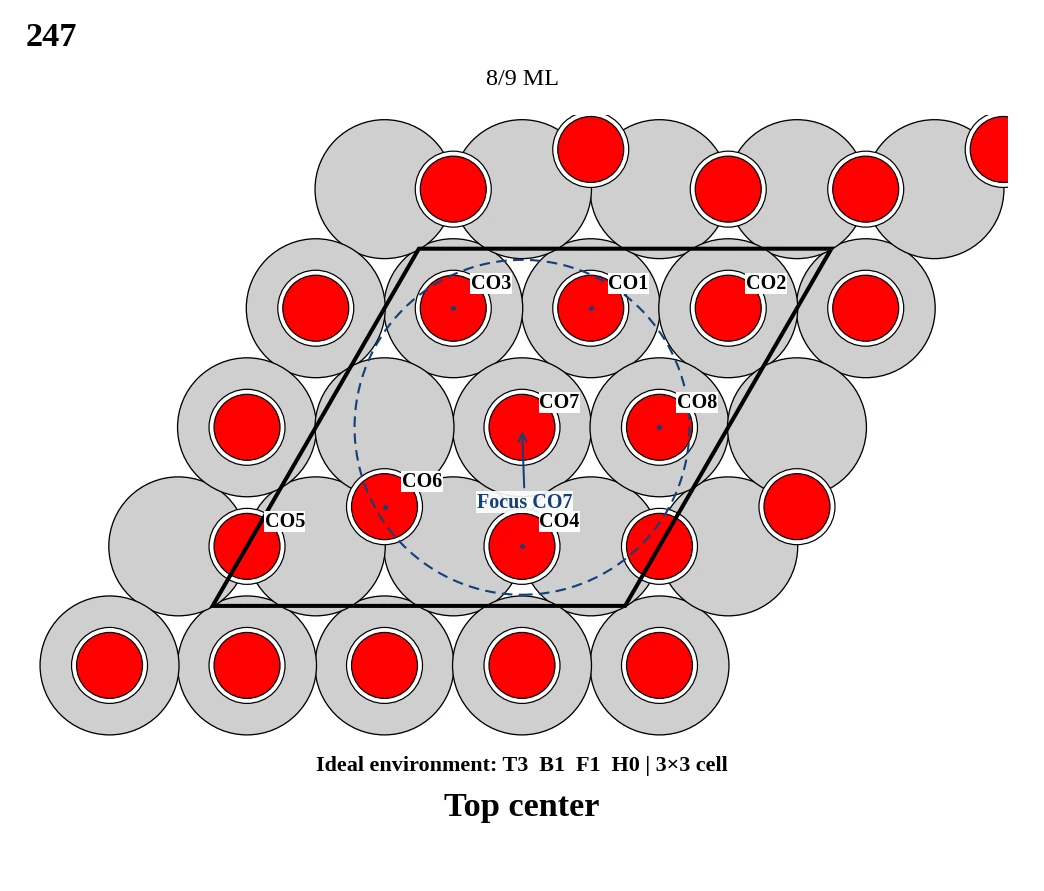 247
8/9 ML
CO3
CO1
CO2
CO7
CO8
CO6
Focus CO7
CO5
CO4
Ideal environment: T3  B1  F1  H0 | 3×3 cell
Top center